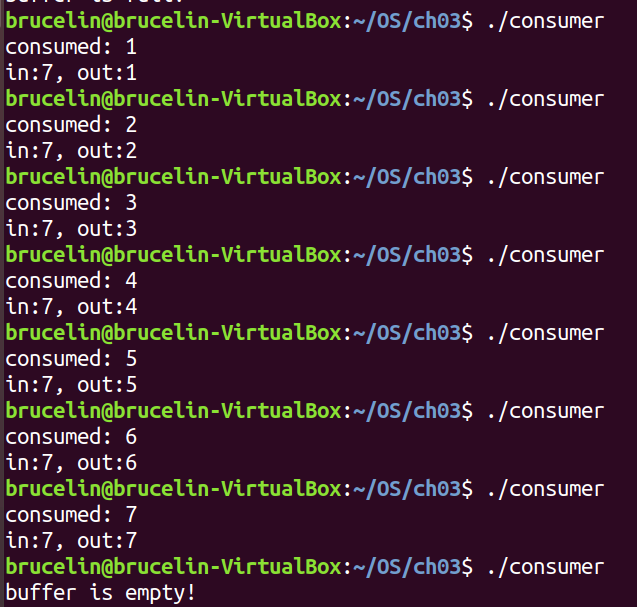 buffer is full!
brucelin@brucelin-VirtualBox:~/OS/ch03$ ./consumer
consumed: 1
in:7, out:1
brucelin@brucelin-VirtualBox:~/OS/ch03$ ./consumer
consumed: 2
in:7, out:2
brucelin@brucelin-VirtualBox:~/OS/ch03$ ./consumer
consumed: 3
in:7, out:3
brucelin@brucelin-VirtualBox:~/OS/ch03$ ./consumer
consumed: 4
in:7, out:4
brucelin@brucelin-VirtualBox:~/OS/ch03$ ./consumer
consumed: 5
in:7, out:5
brucelin@brucelin-VirtualBox:~/OS/ch03$ ./consumer
consumed: 6
in:7, out:6
brucelin@brucelin-VirtualBox:~/OS/ch03$ ./consumer
consumed: 7
in:7, out:7
brucelin@brucelin-VirtualBox:~/OS/ch03$ ./consumer
buffer is empty!